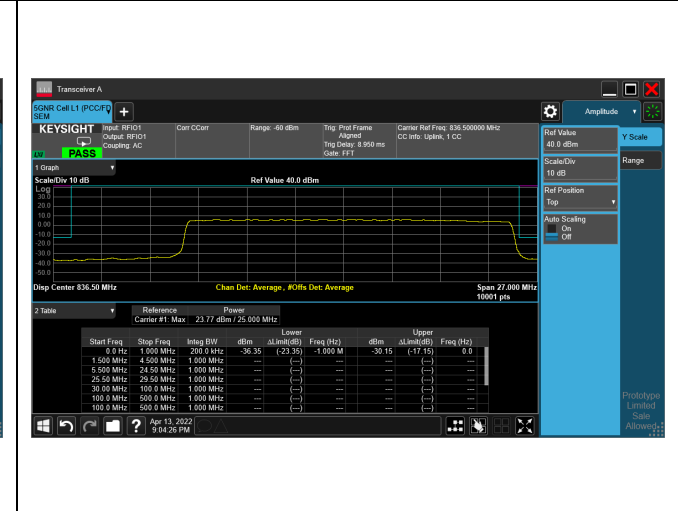 Transceiver A
5GNR Cell L1 (PCC/FD
SEM
+
Amplitude
KEYSIGHT
LW
PASS
Input: RFIO1
Output: RFIO1
Coupling: AC
Corr CCorr
Range: -60 dBm
Trig: Prot Frame
Aligned
Trig Delay: 8.950 ms
Gate: FFT
Carrier Ref Freq: 836.500000 MHz
CC Info: Uplink, 1 CC
Ref Value
40.0 dBm
Y Scale
Scale/Div
10 dB
Range
Ref Position
Top
Auto Scaling
On
Off
1 Graph
Scale/Div 10 dB Ref Value 40.0 dBm
Log
30.0
20.0
10.0
0.00
-10.0
-20.0
-30.0
-40.0
-50.0
Disp Center 836.50 MHz Chan Det: Average, #Offs Det: Average Span 27.000 MHz
10001 pts
2 Table
Reference Power
Carrier #1: Max 23.77 dBm / 25.000 MHz
Lower Upper
Start Freq Stop Freq Integ BW dBm ΔLimit(dB) Freq (Hz) dBm ΔLimit(dB) Freq (Hz)
0.0 Hz 1.000 MHz 200.0 kHz -36.35 (-23.35) -1.000 M -30.15 (-17.15) 0.0
1.500 MHz 4.500 MHz 1.000 MHz --- (---) --- --- (---) ---
5.500 MHz 24.50 MHz 1.000 MHz --- (---) --- --- (---) ---
25.50 MHz 29.50 MHz 1.000 MHz --- (---) --- --- (---) ---
30.00 MHz 100.0 MHz 1.000 MHz --- (---) --- --- (---) ---
100.0 MHz 500.0 MHz 1.000 MHz --- (---) --- --- (---) ---
100.0 MHz 500.0 MHz 1.000 MHz --- (---) --- --- (---) ---
Prototype
Limited
Sale
Allowed
?
Apr 13, 2022
9:04:26 PM